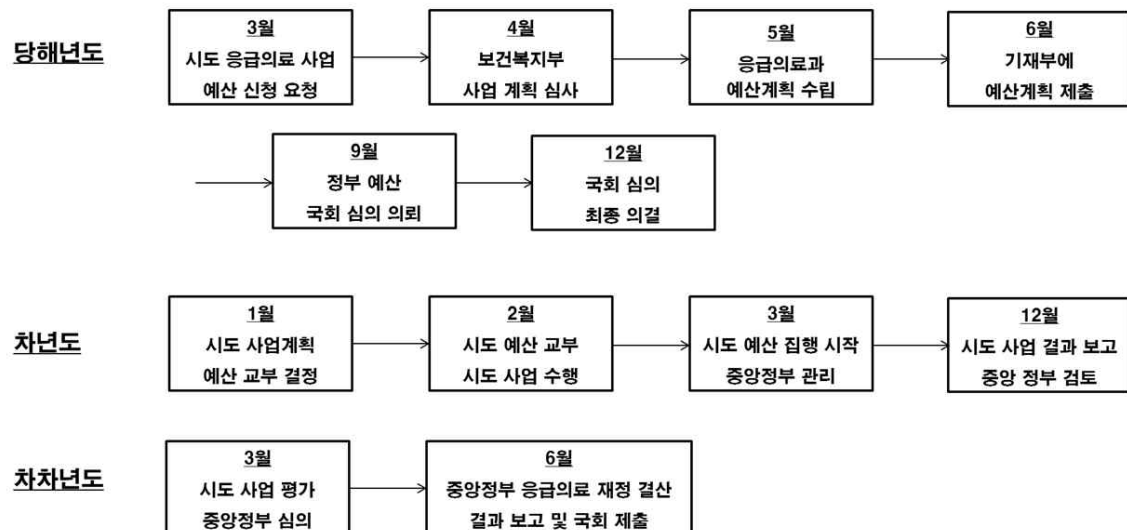 당해년도
3월
시도 응급의료 사업
예산 신청 요청
4월
보건복지부
사업 계획 심사
5월
응급의료과
예산계획 수립
6월
기재부에
예산계획 제출
9월
정부 예산
국회 심의 의뢰
12월
국회 심의
최종 의결
차년도
1월
시도 사업계획
예산 교부 결정
2월
시도 예산 교부
시도 사업 수행
3월
시도 예산 집행 시작
중앙정부 관리
12월
시도 사업 결과 보고
중앙 정부 검토
차차년도
3월
시도 사업 평가
중앙정부 심의
6월
중앙정부 응급의료 재정 결산
결과 보고 및 국회 제출